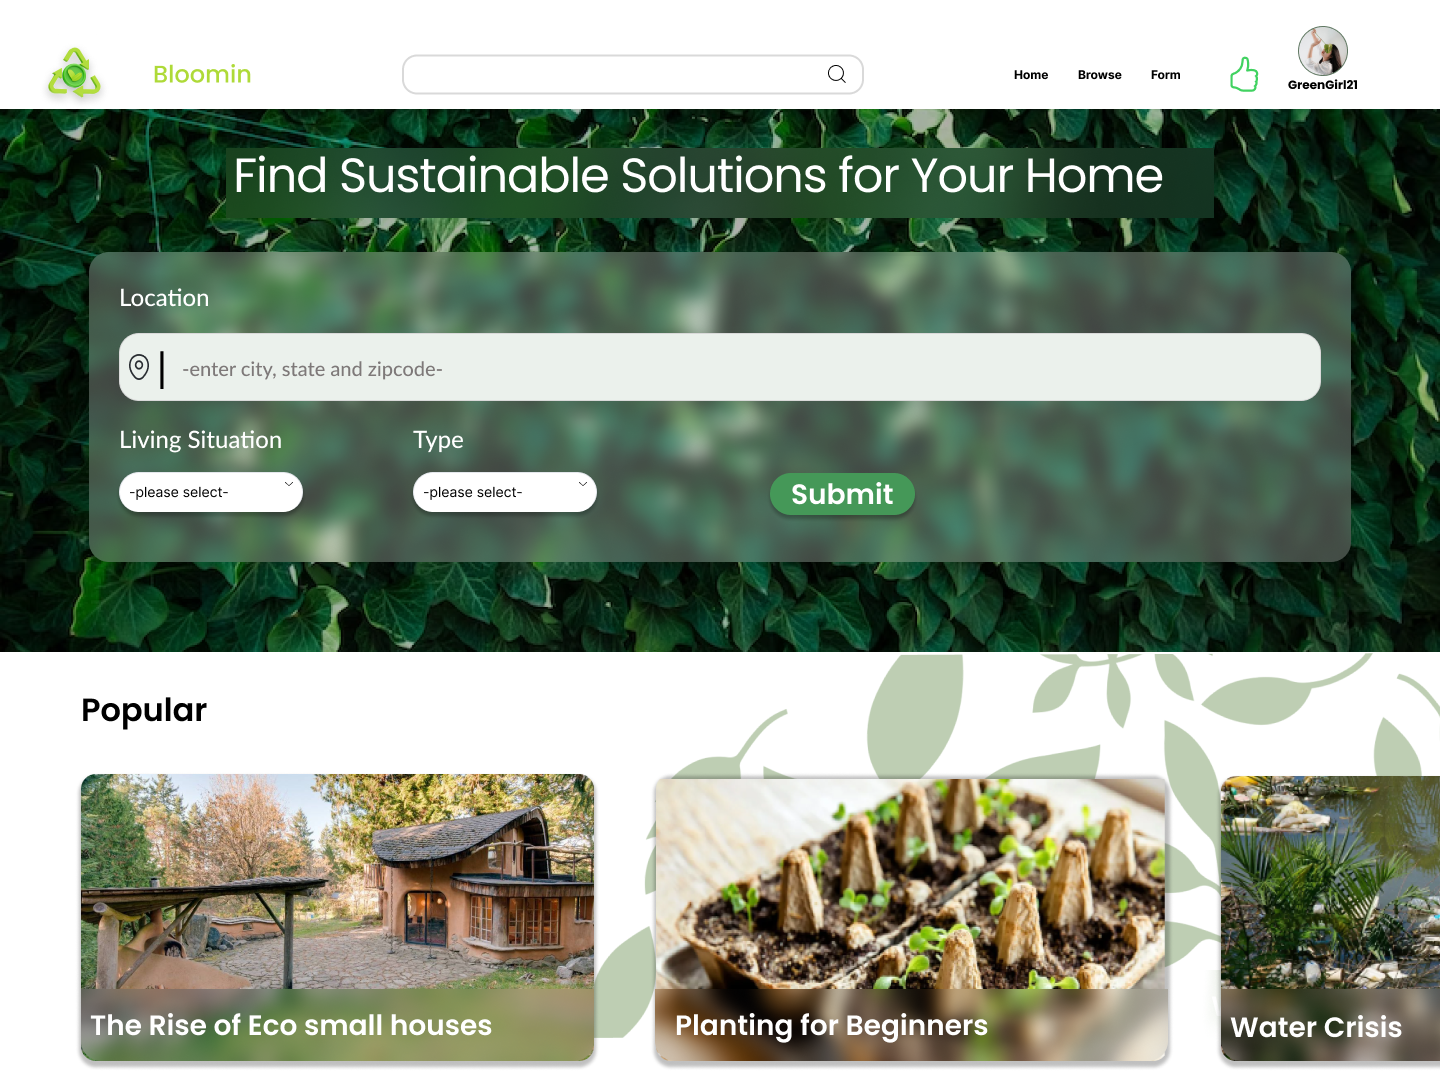 Bloomin
Home Browse Form
GreenGirl21
Find Sustainable Solutions for Your Home
Location
-enter city, state and zipcode-
Living Situation Type
-please select- -please select- Submit
Popular
The Rise of Eco small houses
Planting for Beginners
Water Crisis